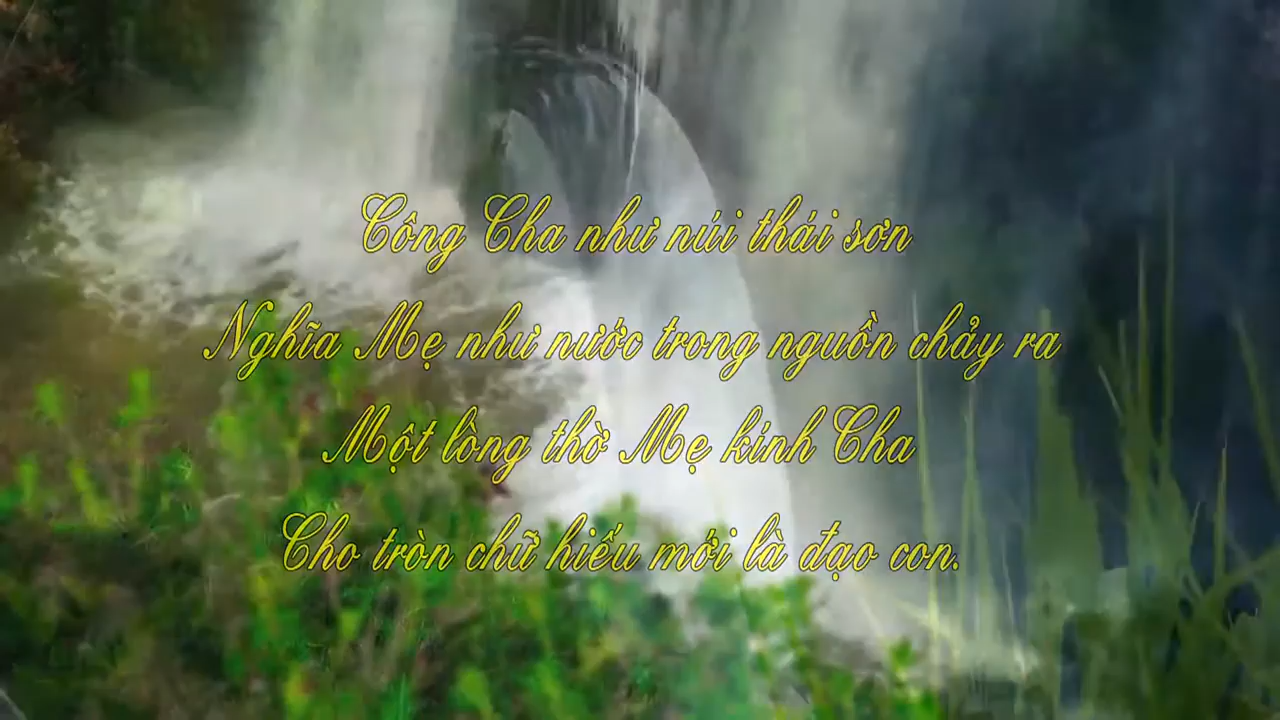 Công Cha như núi thái sơn
Nghĩa Mẹ như nước trong nguồn chảy ra
Một lòng thờ Mẹ kính Cha
Cho tròn chữ hiếu mới là đạo con.